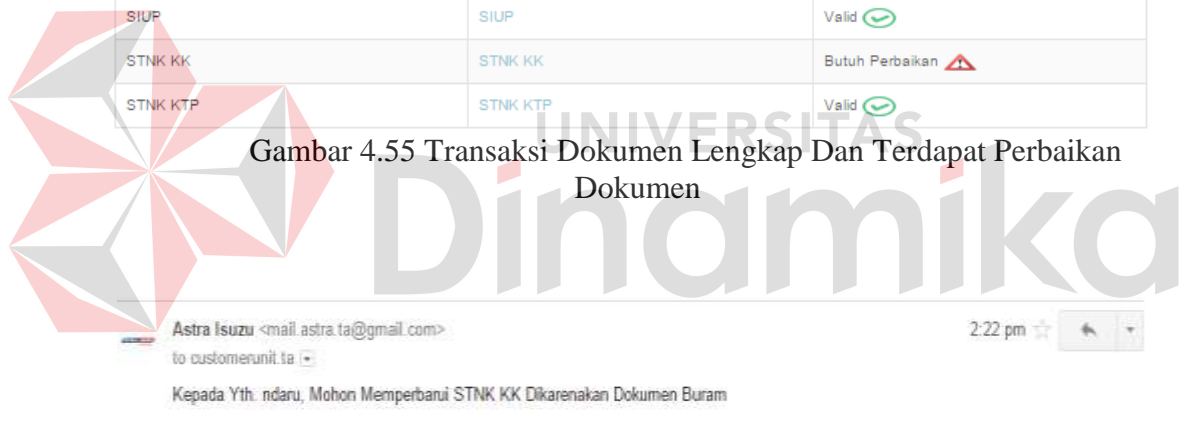 SIUP SIUP Valid
STNK KK STNK KK Butuh Perbaikan
STNK KTP STNK KTP Valid
UNIVERSITAS
Gambar 4.55 Transaksi Dokumen Lengkap Dan Terdapat Perbaikan
Dokumen
Dinamika
Astra Isuzu <mail.astra.ta@gmail.com> 2:22 pm
to customerunit.ta
Kepada Yth. ndaru, Mohon Memperbarui STNK KK Dikarenakan Dokumen Buram